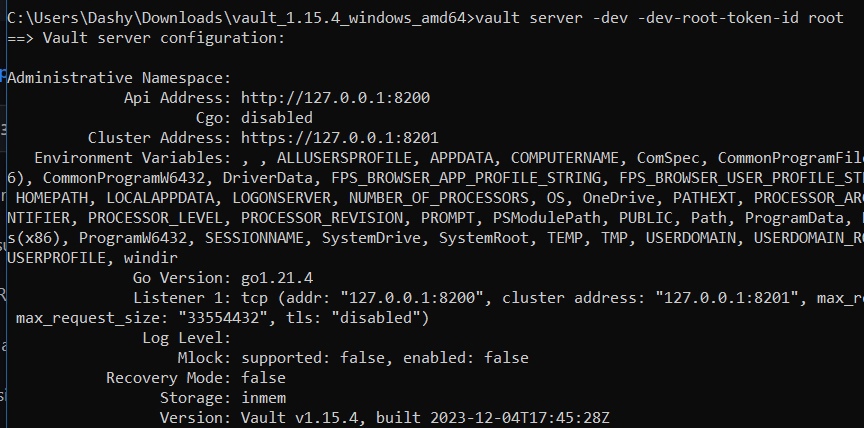 C:\Users\Dashy\Downloads\vault_1.15.4_windows_amd64>vault server -dev -dev-root-token-id root
==> Vault server configuration:
Administrative Namespace:
Api Address: http://127.0.0.1:8200
Cgo: disabled
Cluster Address: https://127.0.0.1:8201
Environment Variables: , , ALLUSERSPROFILE, APPDATA, COMPUTERNAME, ComSpec, CommonProgramFil
6), CommonProgramW6432, DriverData, FPS_BROWSER_APP_PROFILE_STRING, FPS_BROWSER_USER_PROFILE_STR
HOMEPATH, LOCALAPPDATA, LOGONSERVER, NUMBER_OF_PROCESSORS, OS, OneDrive, PATHEXT, PROCESSOR_AR
NTIFIER, PROCESSOR_LEVEL, PROCESSOR_REVISION, PROMPT, PSModulePath, PUBLIC, Path, ProgramData,
s(x86), ProgramW6432, SESSIONNAME, SystemDrive, SystemRoot, TEMP, TMP, USERDOMAIN, USERDOMAIN_RO
USERPROFILE, windir
Go Version: go1.21.4
Listener 1: tcp (addr: "127.0.0.1:8200", cluster address: "127.0.0.1:8201", max_re
max_request_size: "33554432", tls: "disabled")
Log Level:
Mlock: supported: false, enabled: false
Recovery Mode: false
Storage: inmem
Version: Vault v1.15.4, built 2023-12-04T17:45:28Z